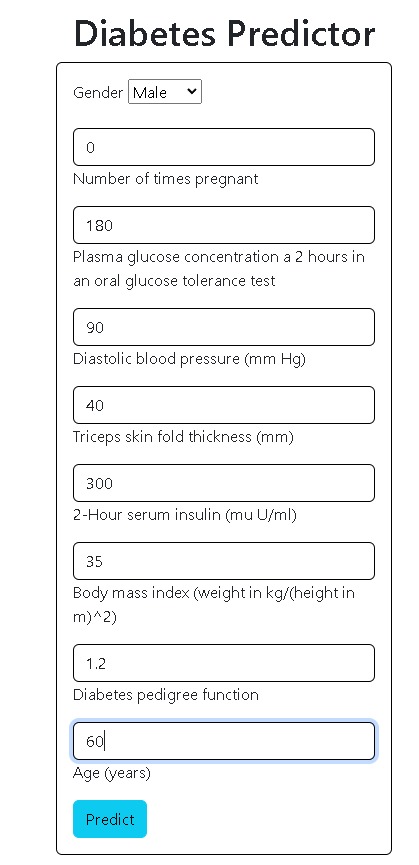 Diabetes Predictor
Gender Male
0
Number of times pregnant
180
Plasma glucose concentration a 2 hours in
an oral glucose tolerance test
90
Diastolic blood pressure (mm Hg)
40
Triceps skin fold thickness (mm)
300
2-Hour serum insulin (mu U/ml)
35
Body mass index (weight in kg/(height in
m)^2)
1.2
Diabetes pedigree function
60
Age (years)
Predict